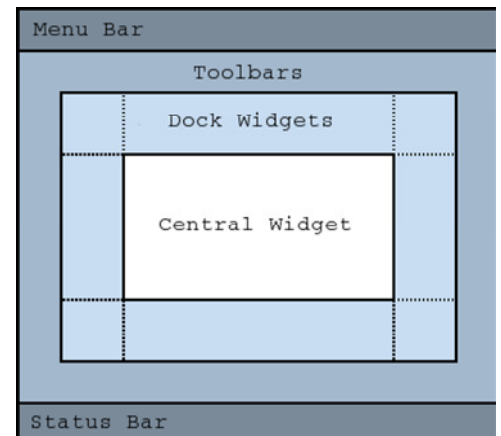 Menu Bar
Toolbars
Dock Widgets
Central Widget
Status Bar